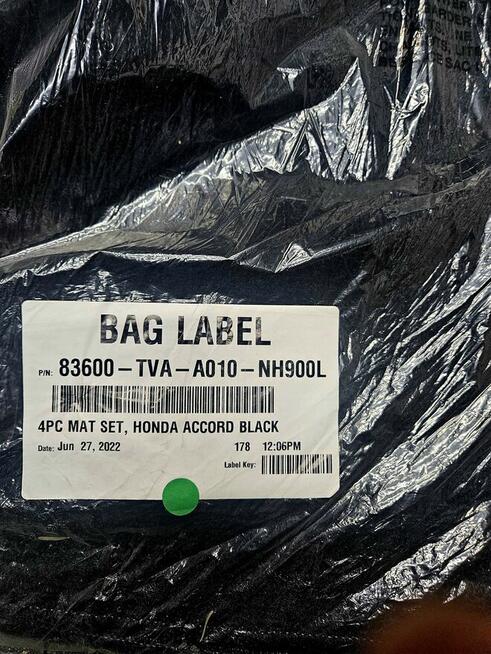 BAG LABEL
P/N: 83600-TVA-A010-NH900L
4PC MAT SET, HONDA ACCORD BLACK
Date: Jun 27, 2022 178 12:06PM
Label Key: